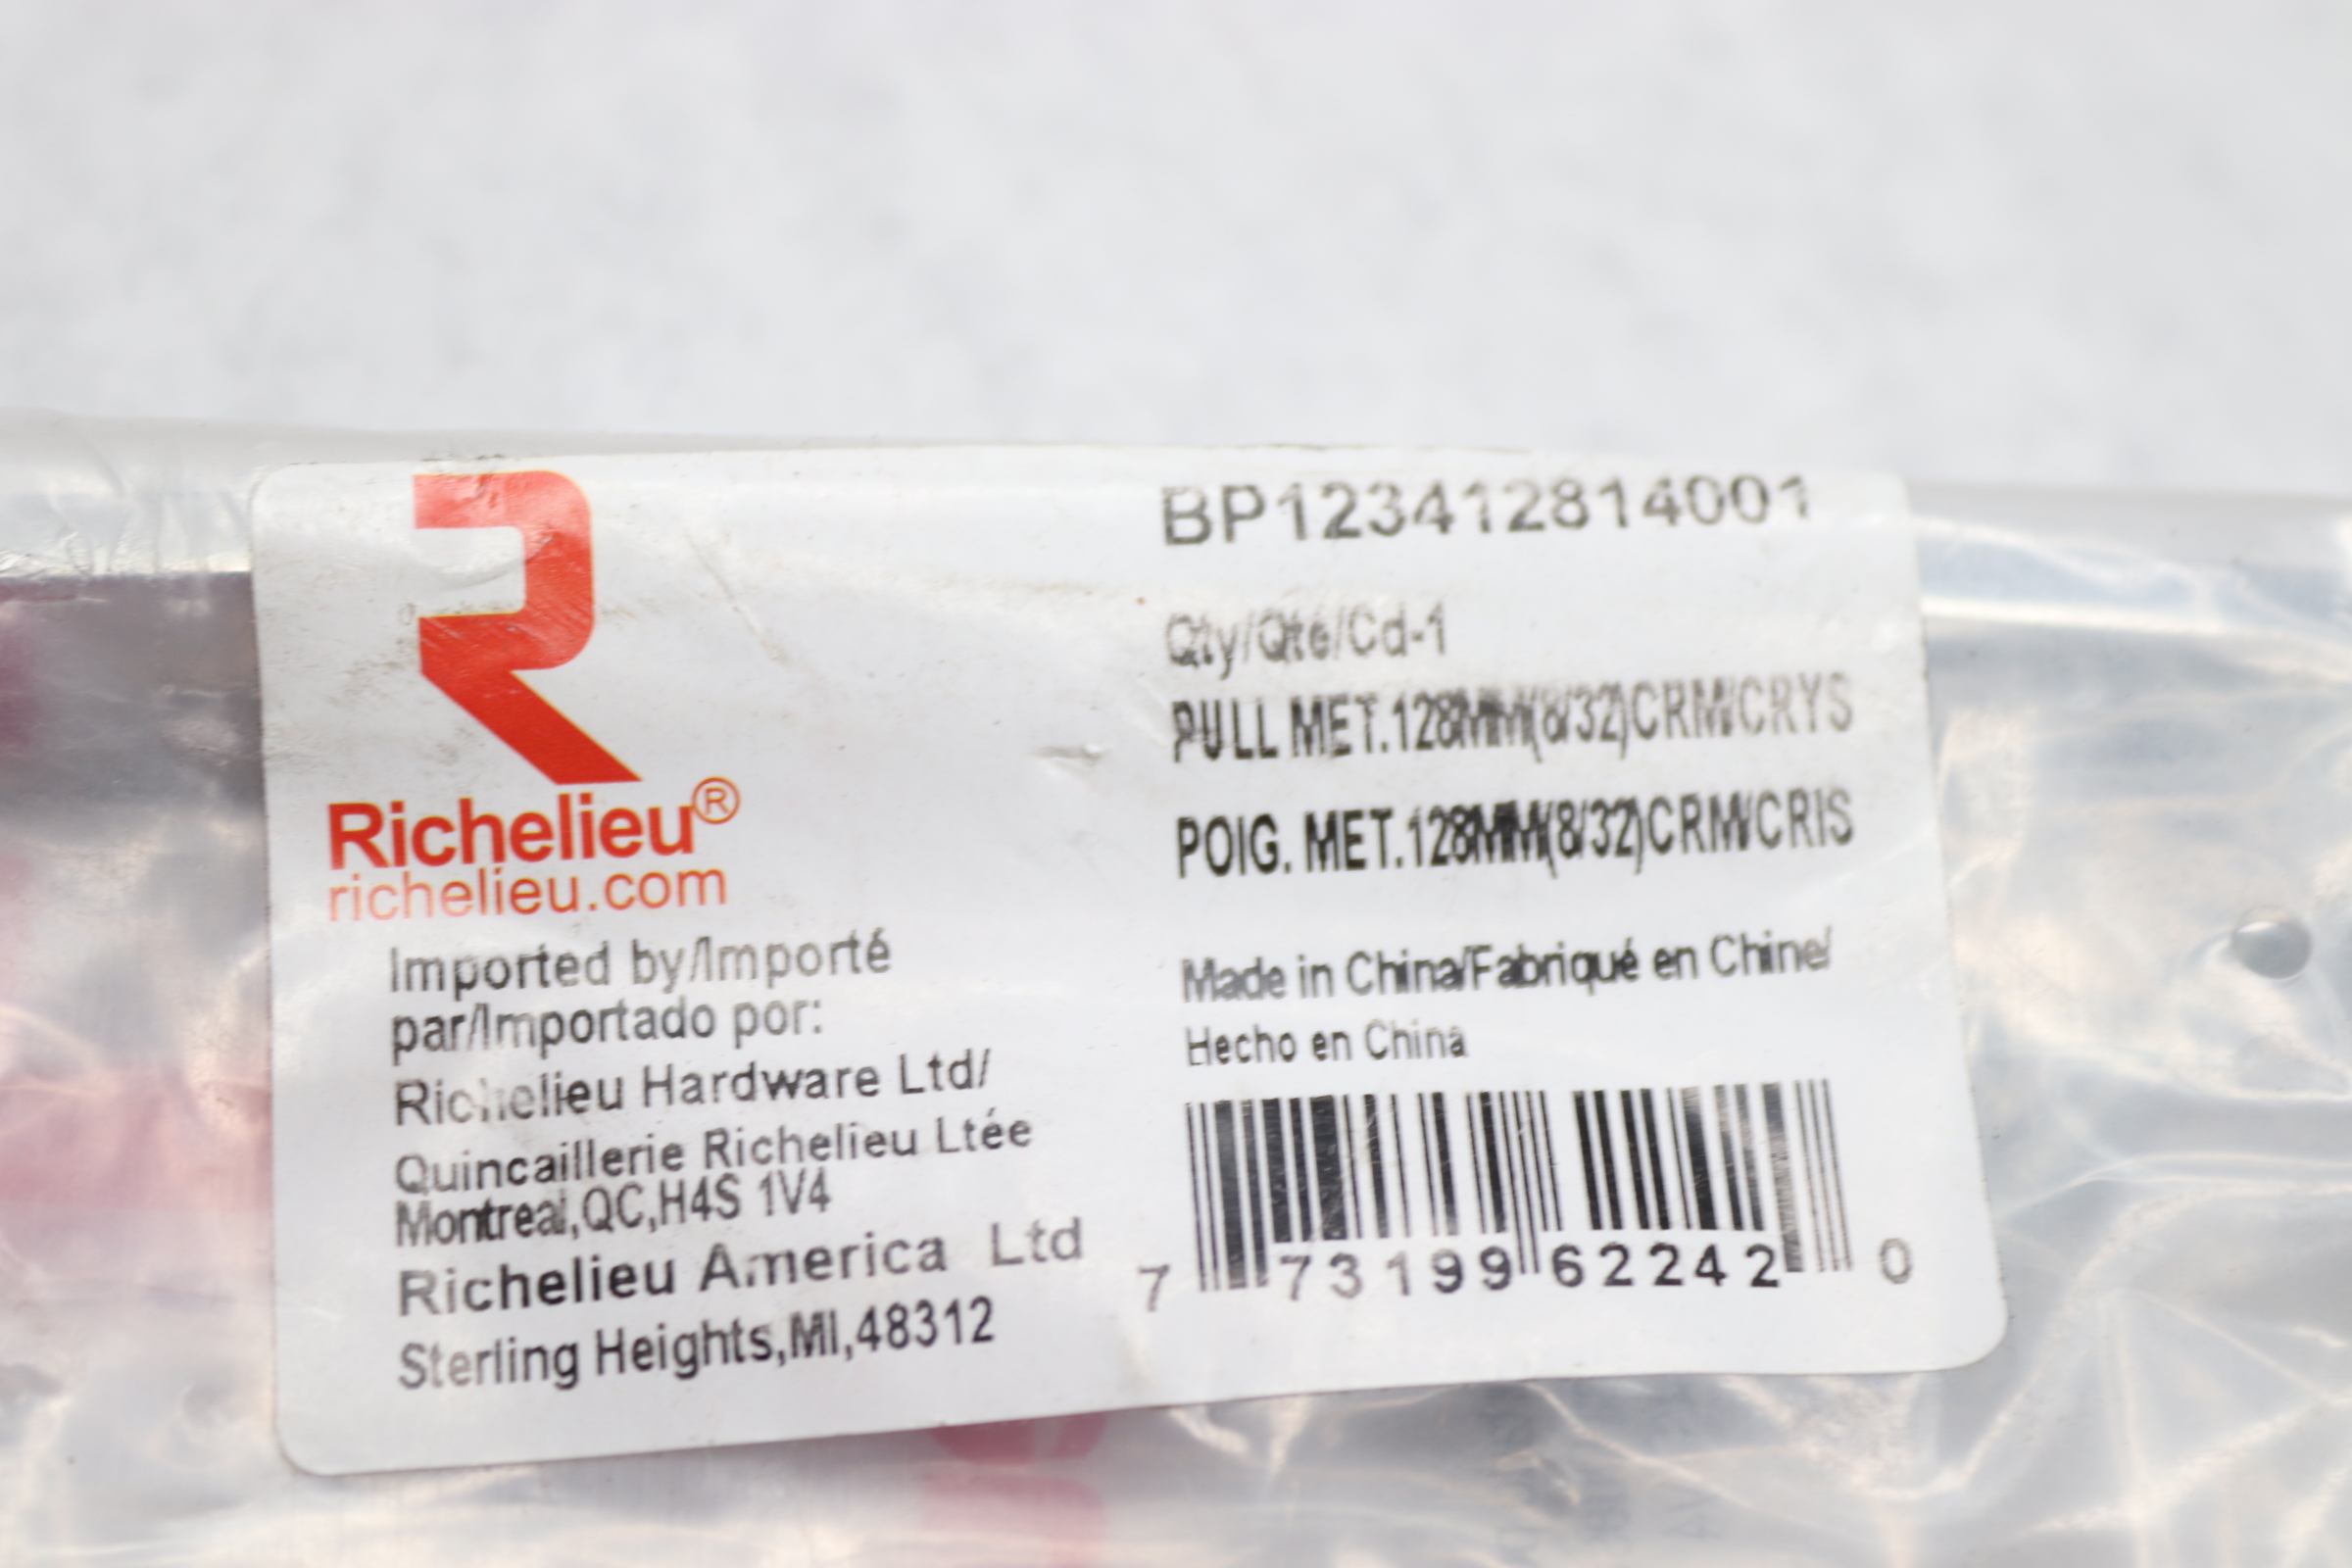 R
Richelieu®
richelieu.com
Imported by/Importé
par/Importado por:
Richelieu Hardware Ltd/
Quincaillerie Richelieu Ltée
Montreal,QC,H4S 1V4
Richelieu America Ltd
Sterling Heights,MI,48312
BP123412814001
Qty/Qté/Cd-1
PULL MET.128MM(8/32)CRM/CRYS
POIG. MET.128MM(8/32)CRM/CRIS
Made in China/Fabriqué en Chine/
Hecho en China
7 73199 62242 0